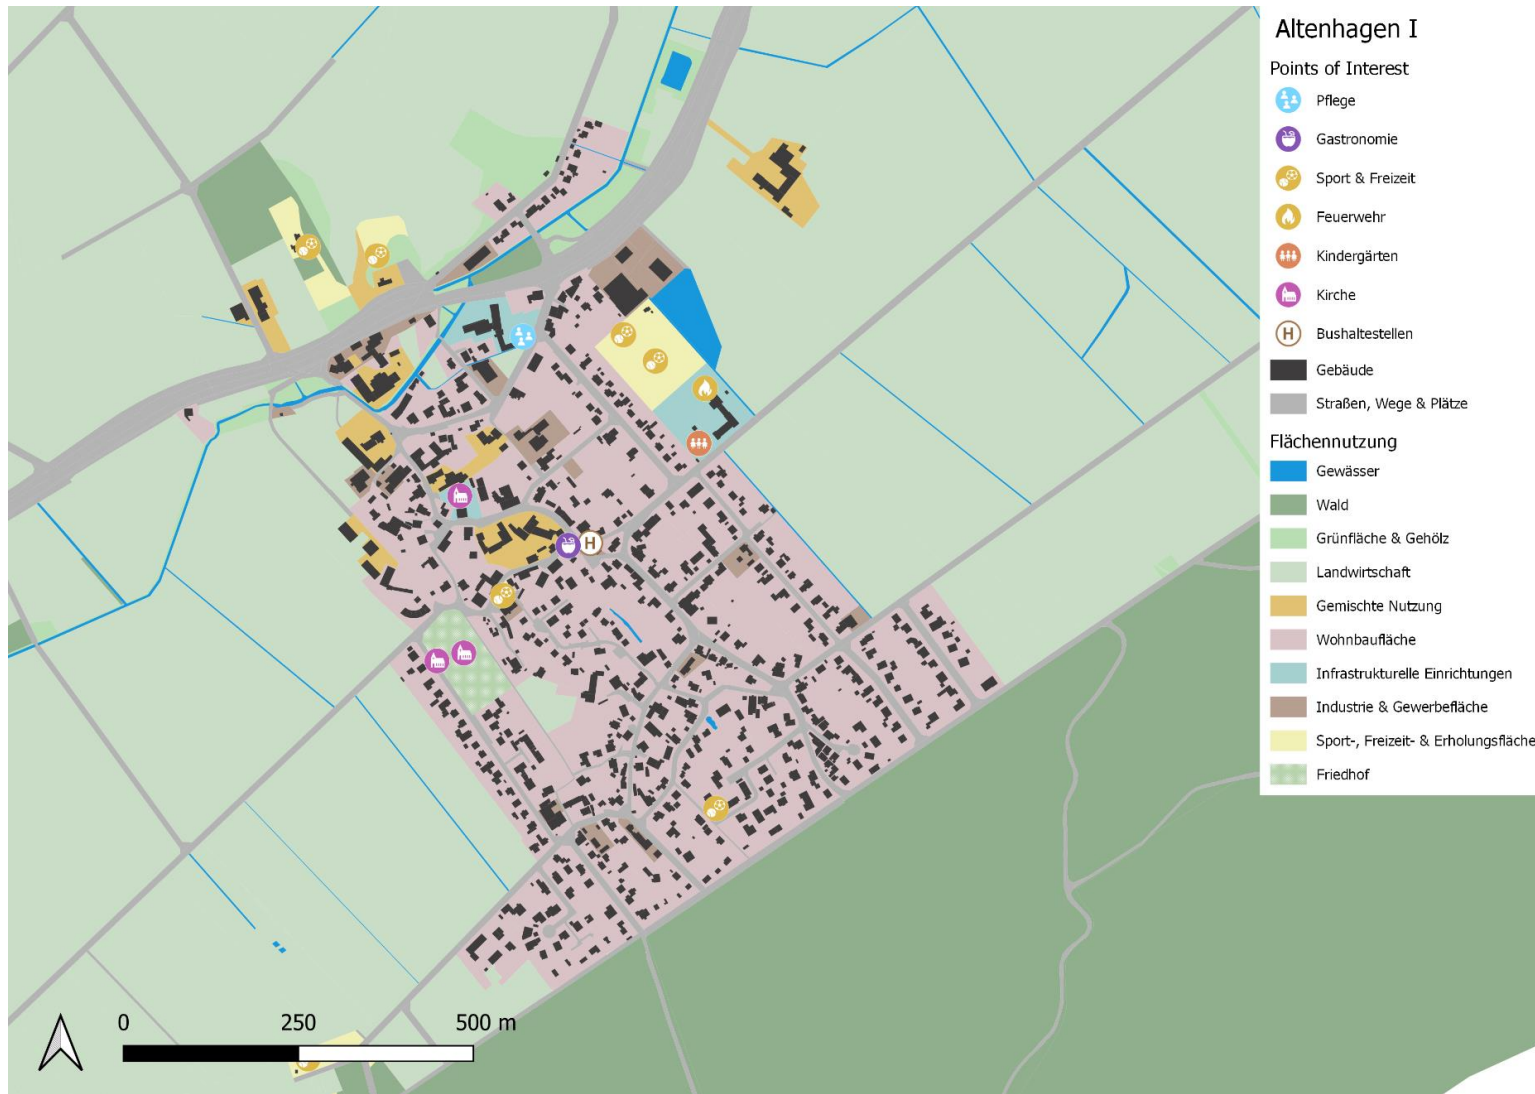 Altenhagen I
Points of Interest
Pflege
Gastronomie
Sport & Freizeit
Feuerwehr
Kindergärten
Kirche
H Bushaltestellen
Gebäude
Straßen, Wege & Plätze
Flächennutzung
Gewässer
Wald
Grünfläche & Gehölz
Landwirtschaft
Gemischte Nutzung
Wohnbaufläche
Infrastrukturelle Einrichtungen
Industrie & Gewerbefläche
Sport-, Freizeit- & Erholungsfläche
Friedhof
H
0 250 500 m